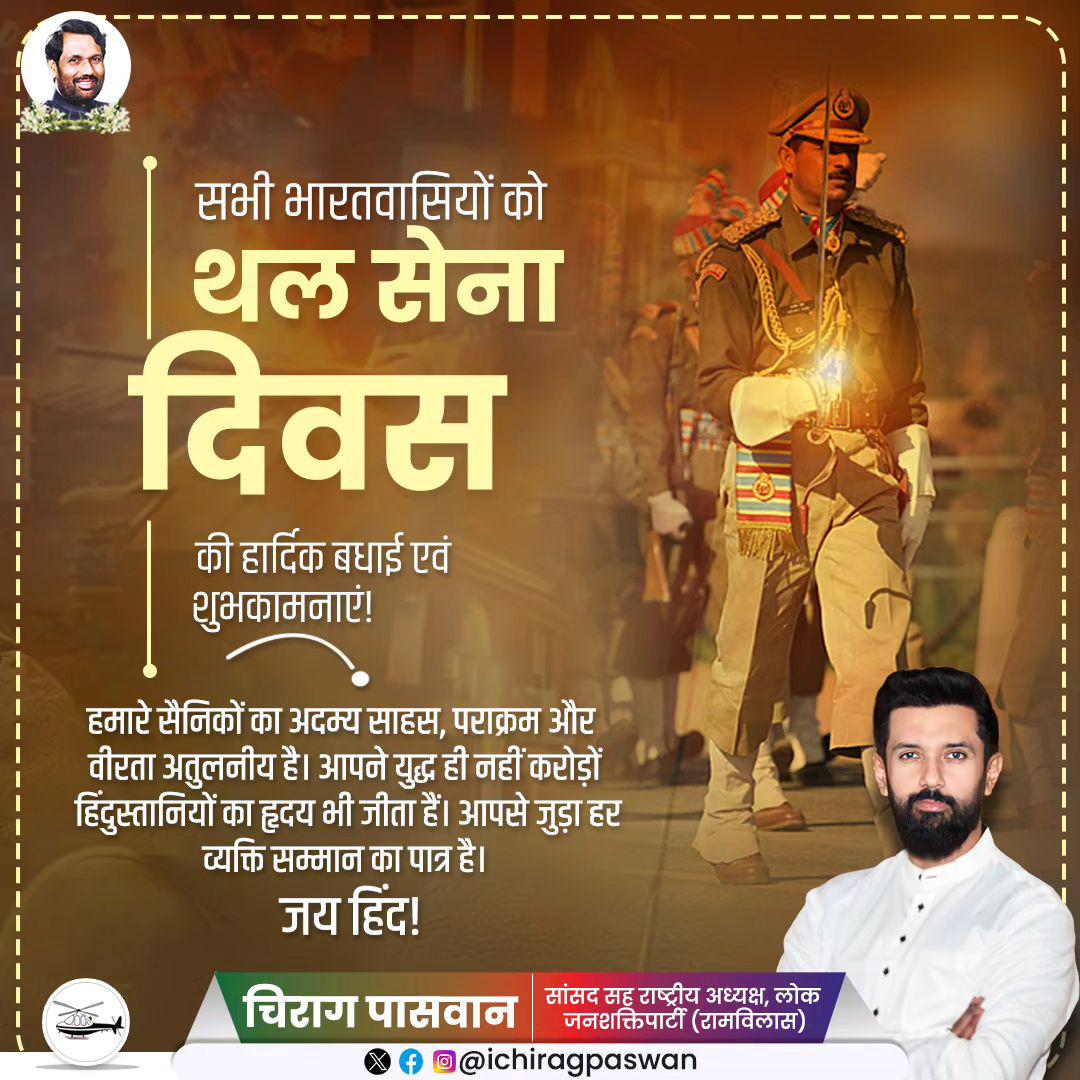 सभी भारतवासियों को
थल सेना
दिवस
की हार्दिक बधाई एवं
शुभकामनाएं!
हमारे सैनिकों का अदम्य साहस, पराक्रम और
वीरता अतुलनीय है। आपने युद्ध ही नहीं करोड़ों
हिंदुस्तानियों का हृदय भी जीता हैं। आपसे जुड़ा हर
व्यक्ति सम्मान का पात्र है।
जय हिंद!
चिराग पासवान
सांसद सह राष्ट्रीय अध्यक्ष, लोक
जनशक्तिपार्टी (रामविलास)
@ichiragpaswan